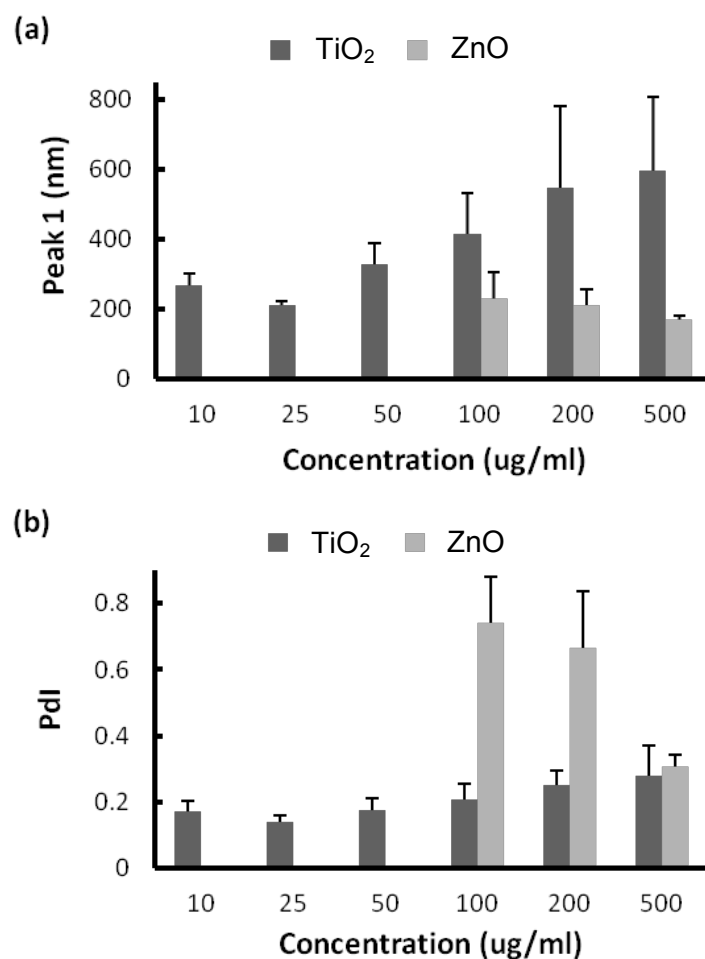 (a)
TiO₂ ZnO
800
600
400
200
0
Peak 1 (nm)
10 25 50 100 200 500
Concentration (ug/ml)
(b)
TiO₂ ZnO
0.8
0.6
0.4
0.2
0
PdI
10 25 50 100 200 500
Concentration (ug/ml)